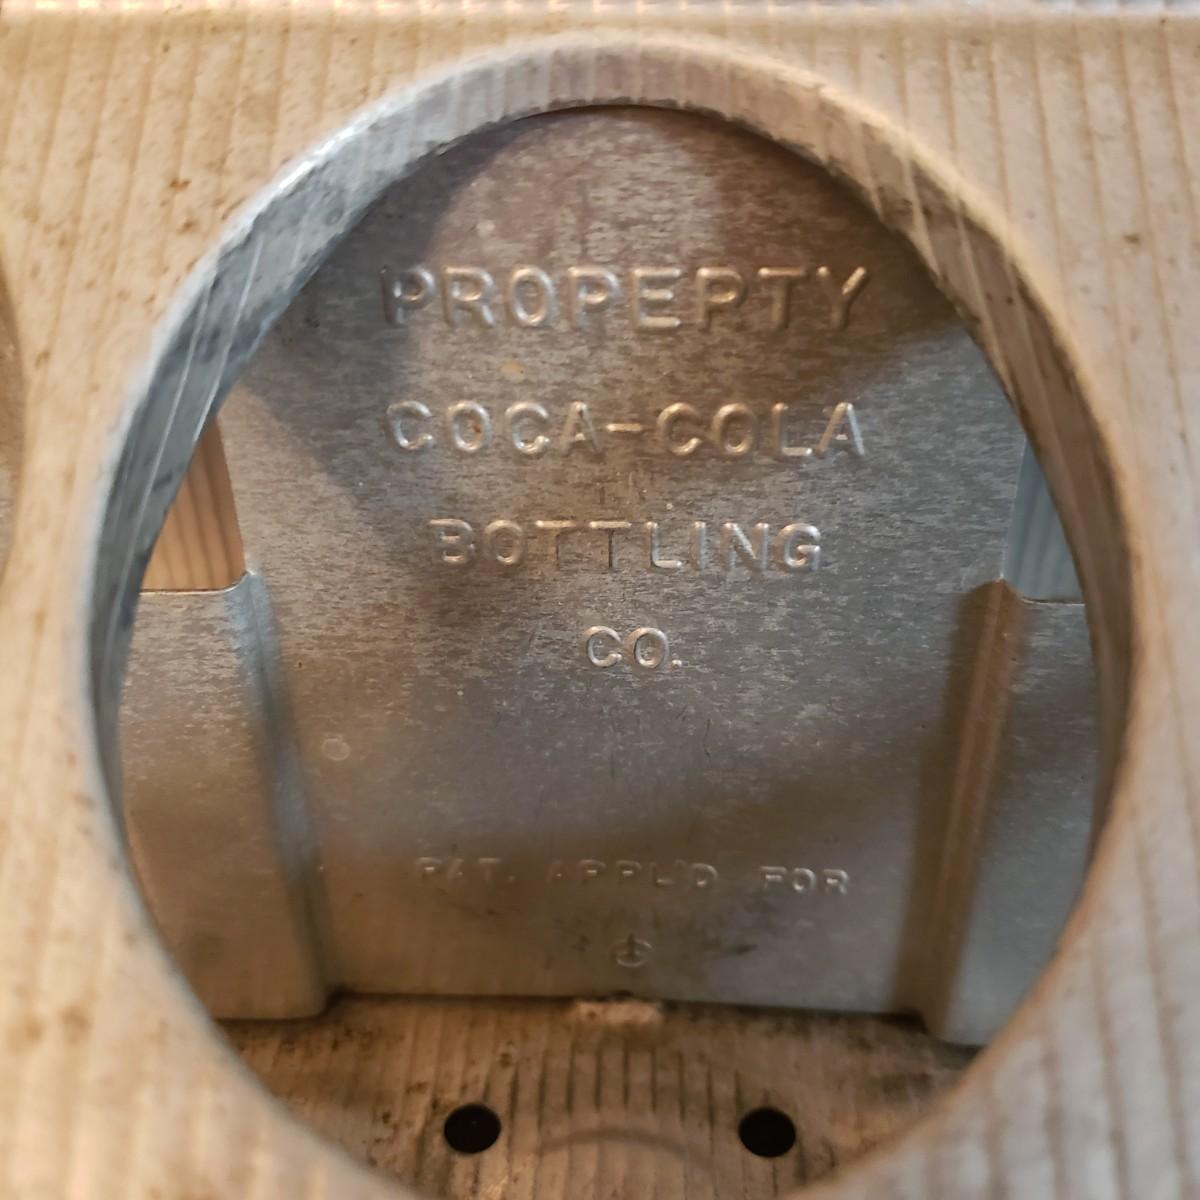 PROPERTY
COCA-COLA
BOTTLING
CO.
PAT. APPL'D FOR